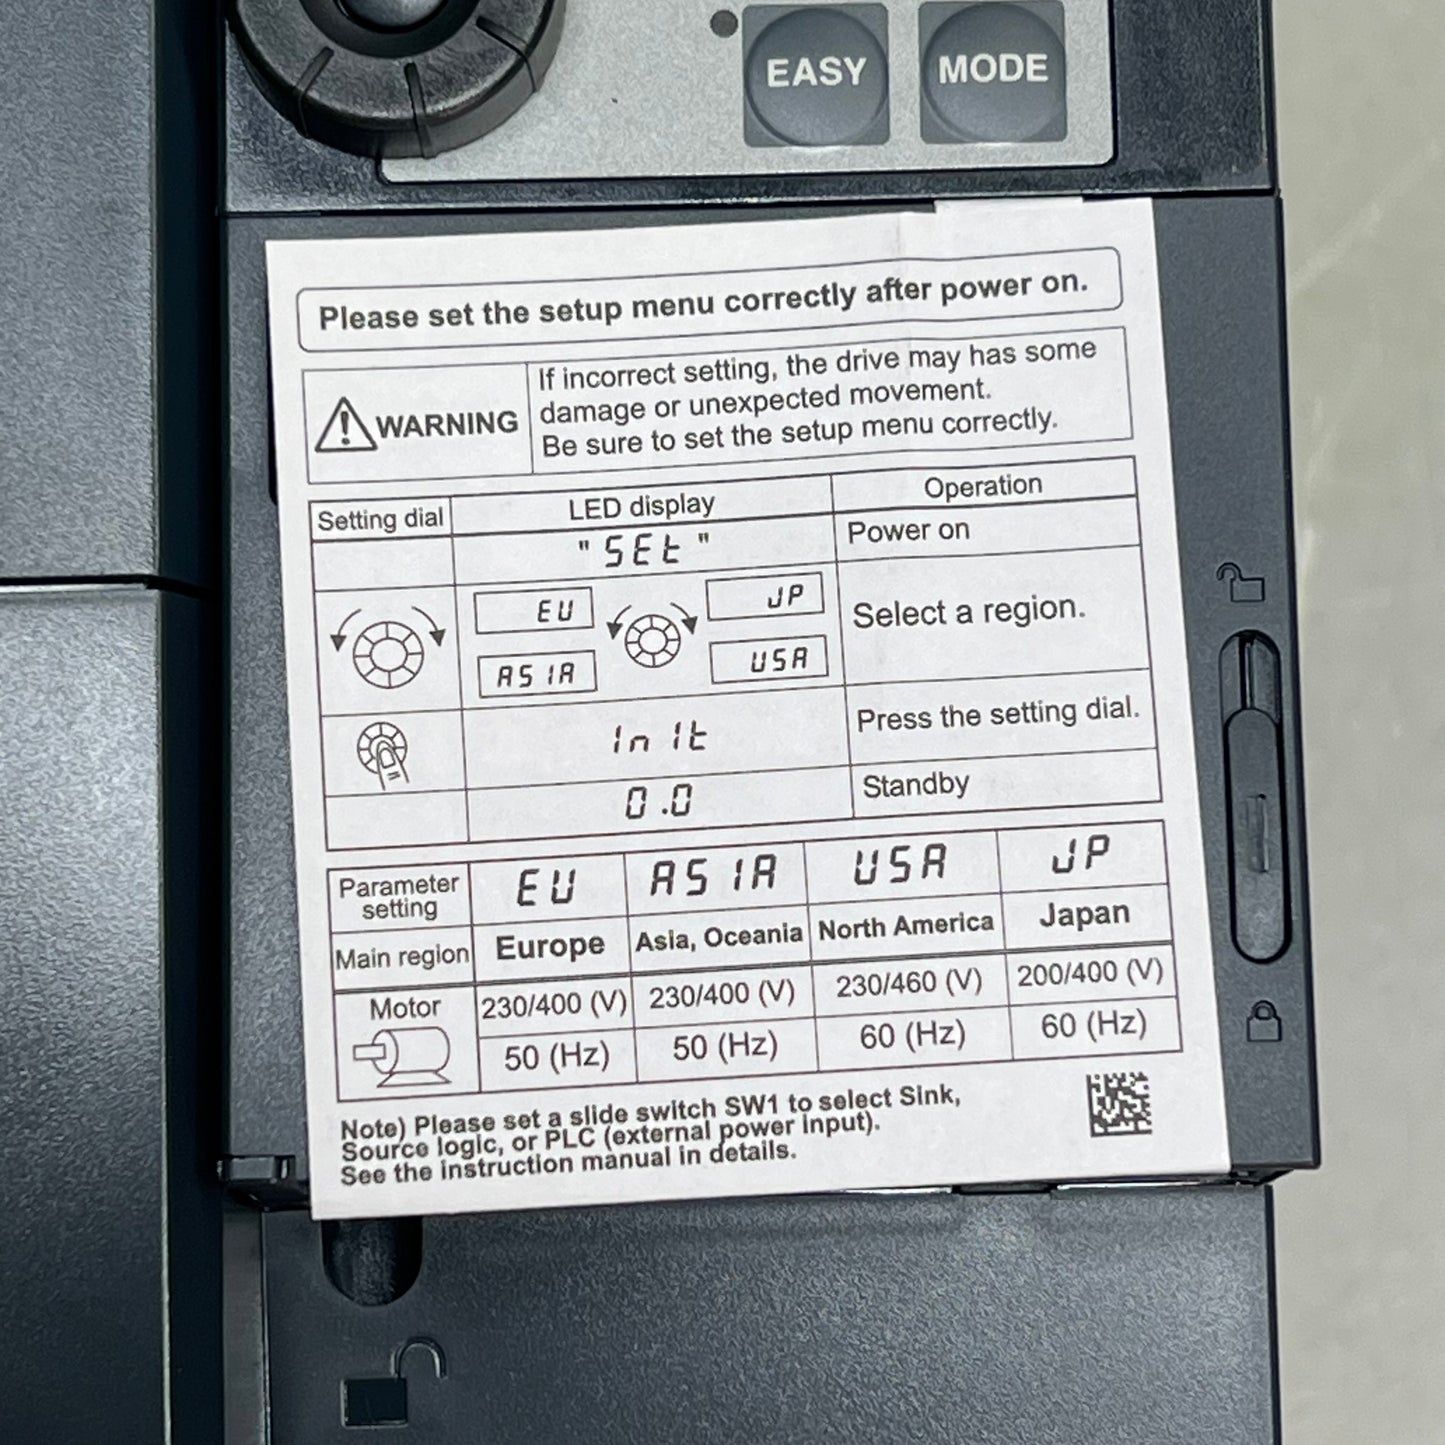 EASY MODE
Please set the setup menu correctly after power on.
WARNING
If incorrect setting, the drive may has some
damage or unexpected movement.
Be sure to set the setup menu correctly.
Setting dial LED display Operation
"SEt" Power on
EU JP
ASIA USA
Select a region.
InIt Press the setting dial.
0.0 Standby
Parameter
setting
EU ASIA USA JP
Main region Europe Asia, Oceania North America Japan
Motor 230/400 (V) 230/400 (V) 230/460 (V) 200/400 (V)
50 (Hz) 50 (Hz) 60 (Hz) 60 (Hz)
Note) Please set a slide switch SW1 to select Sink,
Source logic, or PLC (external power input).
See the instruction manual in details.